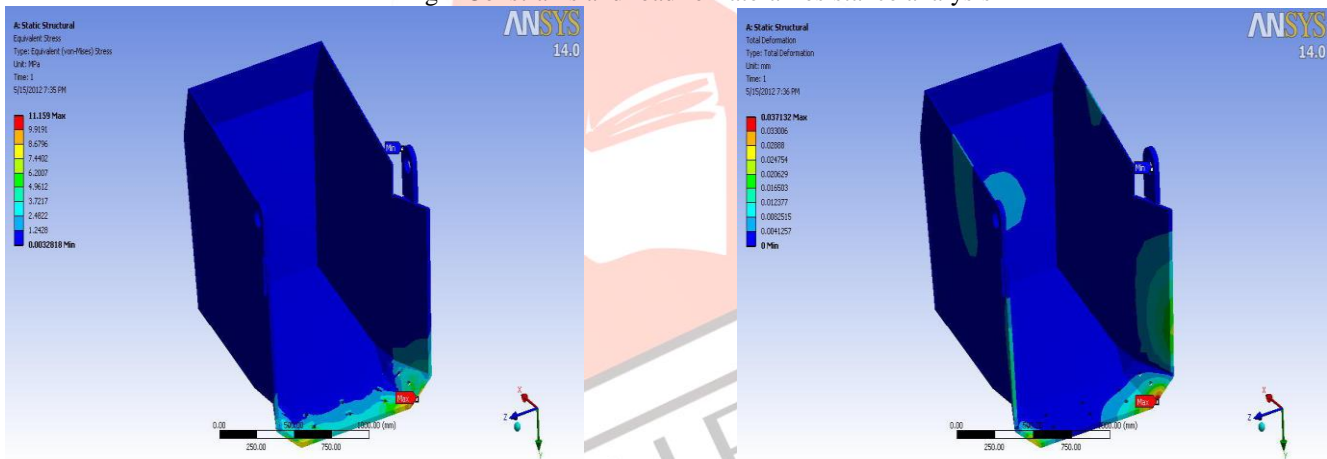 A: Static Structural
Equivalent Stress
Type: Equivalent (von-Mises) Stress
Unit: MPa
Time: 1
5/15/2012 7:35 PM
11.159 Max
9.9191
8.6796
7.4402
6.2007
4.9612
3.7217
2.4822
1.2428
0.0032818 Min
ANSYS
14.0
Min
Max
0.00
1000.00 (mm)
250.00
750.00
X
Z
Y
A: Static Structural
Total Deformation
Type: Total Deformation
Unit: mm
Time: 1
5/15/2012 7:36 PM
0.037132 Max
0.033006
0.02888
0.024754
0.020629
0.016503
0.012377
0.0082515
0.0041257
0 Min
ANSYS
14.0
Min
Max
0.00
1000.00 (mm)
250.00
750.00
X
Z
Y